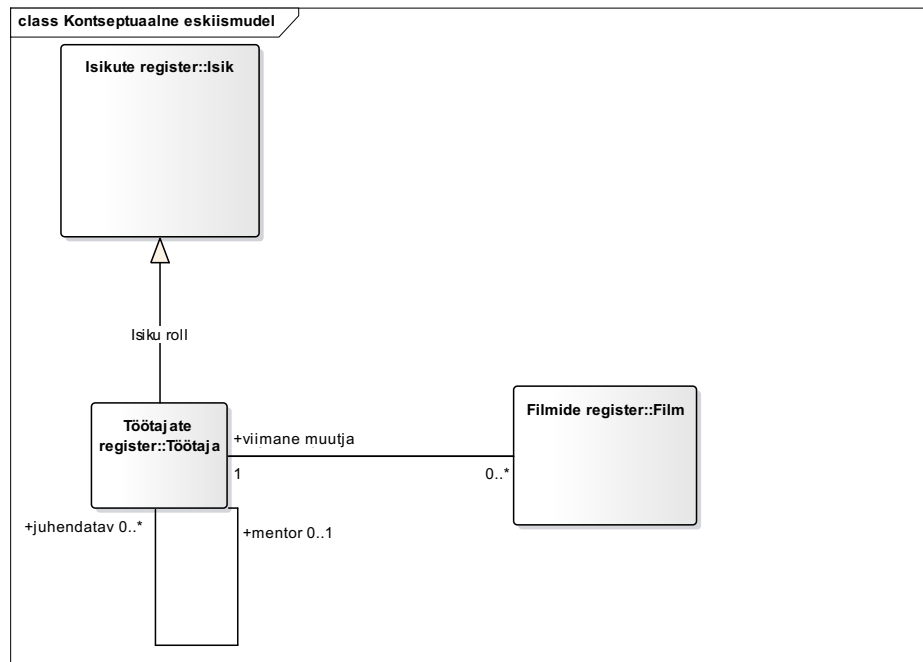 class Kontseptuaalne eskiismudel
Isikute register::Isik
Isiku roll
Töötajate
register::Töötaja
+viimane muutja
1
0..*
Filmide register::Film
+juhendatav 0..*
+mentor 0..1